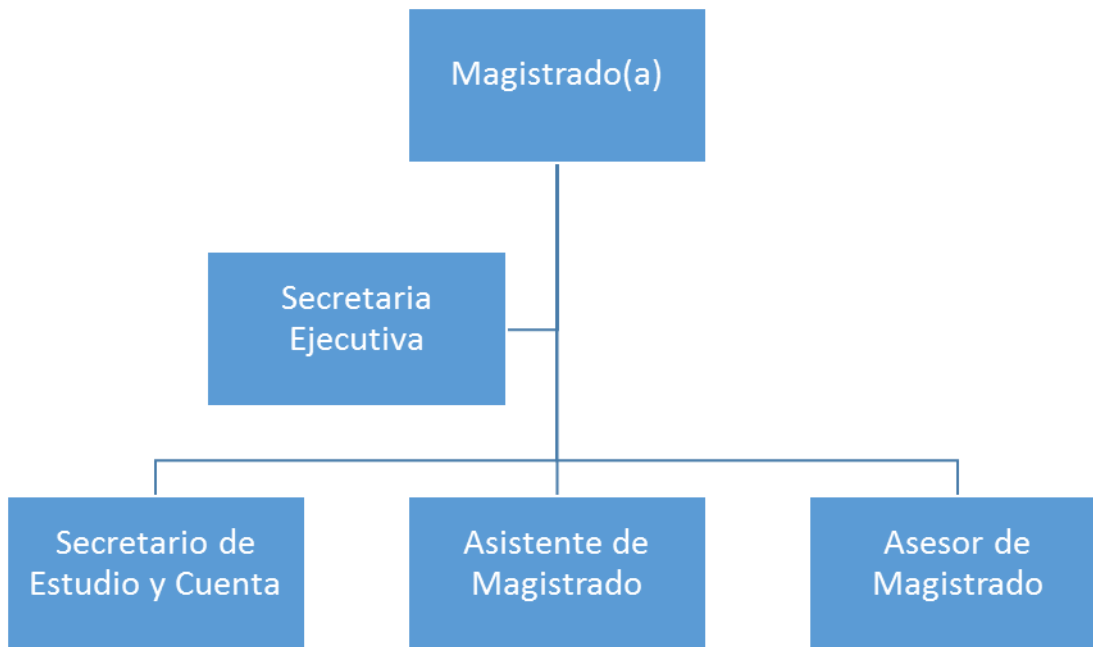 Magistrado(a)
Secretaria
Ejecutiva
Secretario de
Estudio y Cuenta
Asistente de
Magistrado
Asesor de
Magistrado